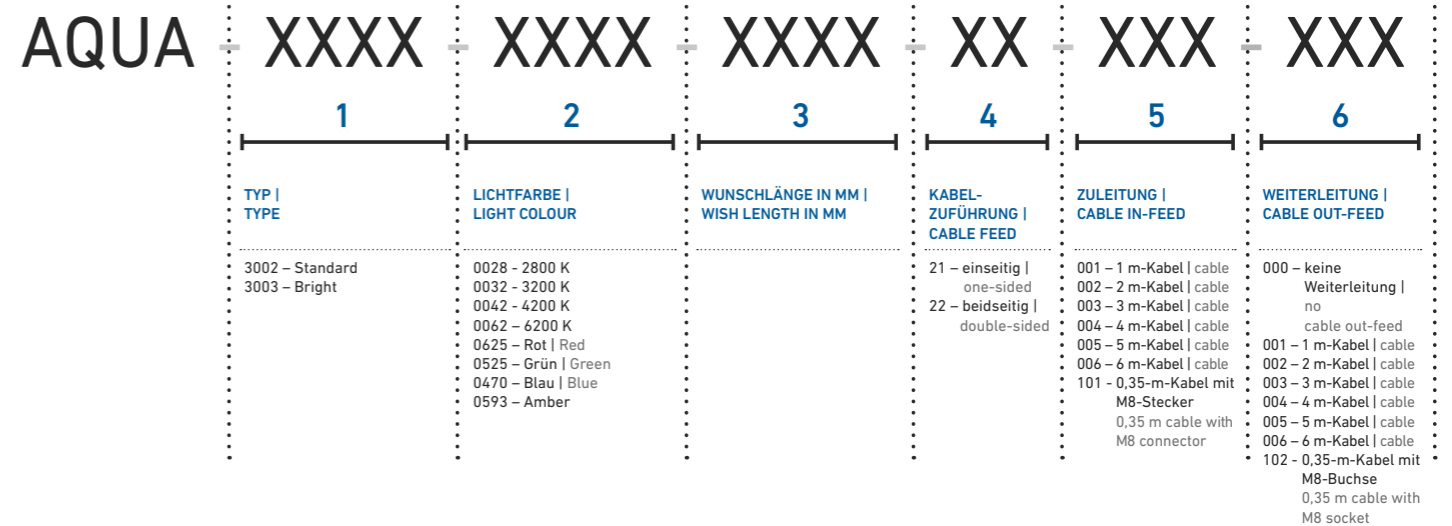 AQUA - XXXX - XXXX - XXXX - XX - XXX - XXX
1 2 3 4 5 6
TYP |
TYPE
3002 – Standard
3003 – Bright
LICHTFARBE |
LIGHT COLOUR
0028 - 2800 K
0032 - 3200 K
0042 - 4200 K
0062 – 6200 K
0625 – Rot | Red
0525 – Grün | Green
0470 – Blau | Blue
0593 – Amber
WUNSCHLÄNGE IN MM |
WISH LENGTH IN MM
KABEL-
ZUFÜHRUNG |
CABLE FEED
21 – einseitig |
one-sided
22 – beidseitig |
double-sided
ZULEITUNG |
CABLE IN-FEED
001 – 1 m-Kabel | cable
002 – 2 m-Kabel | cable
003 – 3 m-Kabel | cable
004 – 4 m-Kabel | cable
005 – 5 m-Kabel | cable
006 – 6 m-Kabel | cable
101 - 0,35-m-Kabel mit
M8-Stecker
0,35 m cable with
M8 connector
WEITERLEITUNG |
CABLE OUT-FEED
000 – keine
Weiterleitung |
no
cable out-feed
001 – 1 m-Kabel | cable
002 – 2 m-Kabel | cable
003 – 3 m-Kabel | cable
004 – 4 m-Kabel | cable
005 – 5 m-Kabel | cable
006 – 6 m-Kabel | cable
102 - 0,35-m-Kabel mit
M8-Buchse
0,35 m cable with
M8 socket